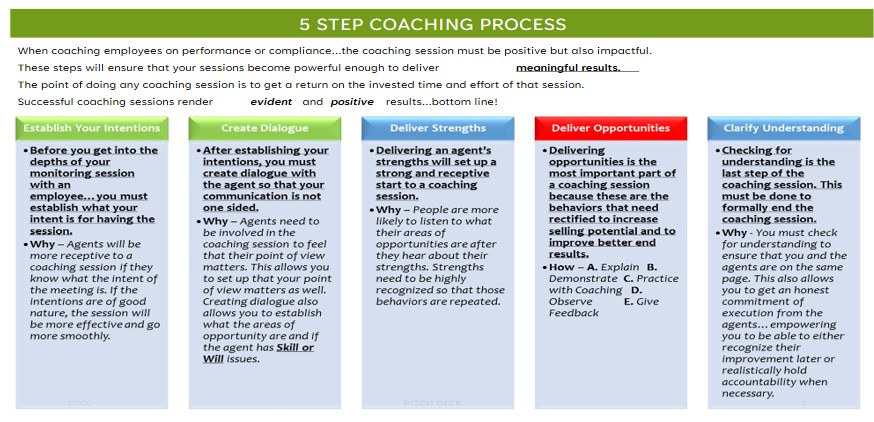 5 STEP COACHING PROCESS
When coaching employees on performance or compliance...the coaching session must be positive but also impactful.
These steps will ensure that your sessions become powerful enough to deliver meaningful results.
The point of doing any coaching session is to get a return on the invested time and effort of that session.
Successful coaching sessions render evident and positive results...bottom line!
Establish Your Intentions
• Before you get into the
depths of your
monitoring session
with an
employee... you must
establish what your
intent is for having the
session.
• Why – Agents will be
more receptive to a
coaching session if they
know what the intent of
the meeting is. If the
intentions are of good
nature, the session will
be more effective and go
more smoothly.
Create Dialogue
• After establishing your
intentions, you must
create dialogue with
the agent so that your
communication is not
one sided.
• Why – Agents need to
be involved in the
coaching session to feel
that their point of view
matters. This allows you
to set up that your point
of view matters as well.
Creating dialogue also
allows you to establish
what the areas of
opportunity are and if
the agent has Skill or
Will issues.
Deliver Strengths
• Delivering an agent's
strengths will set up a
strong and receptive
start to a coaching
session.
• Why – People are more
likely to listen to what
their areas of
opportunities are after
they hear about their
strengths. Strengths
need to be highly
recognized so that those
behaviors are repeated.
Deliver Opportunities
• Delivering
opportunities is the
most important part of
a coaching session
because these are the
behaviors that need
rectified to increase
selling potential and to
improve better end
results.
• How – A. Explain B.
Demonstrate C. Practice
with Coaching D.
Observe E. Give
Feedback
Clarify Understanding
• Checking for
understanding is the
last step of the
coaching session. This
must be done to
formally end the
coaching session.
• Why - You must check
for understanding to
ensure that you and the
agents are on the same
page. This also allows
you to get an honest
commitment of
execution from the
agents... empowering
you to be able to either
recognize their
improvement later or
realistically hold
accountability when
necessary.
20XX
PITCH DECK
2